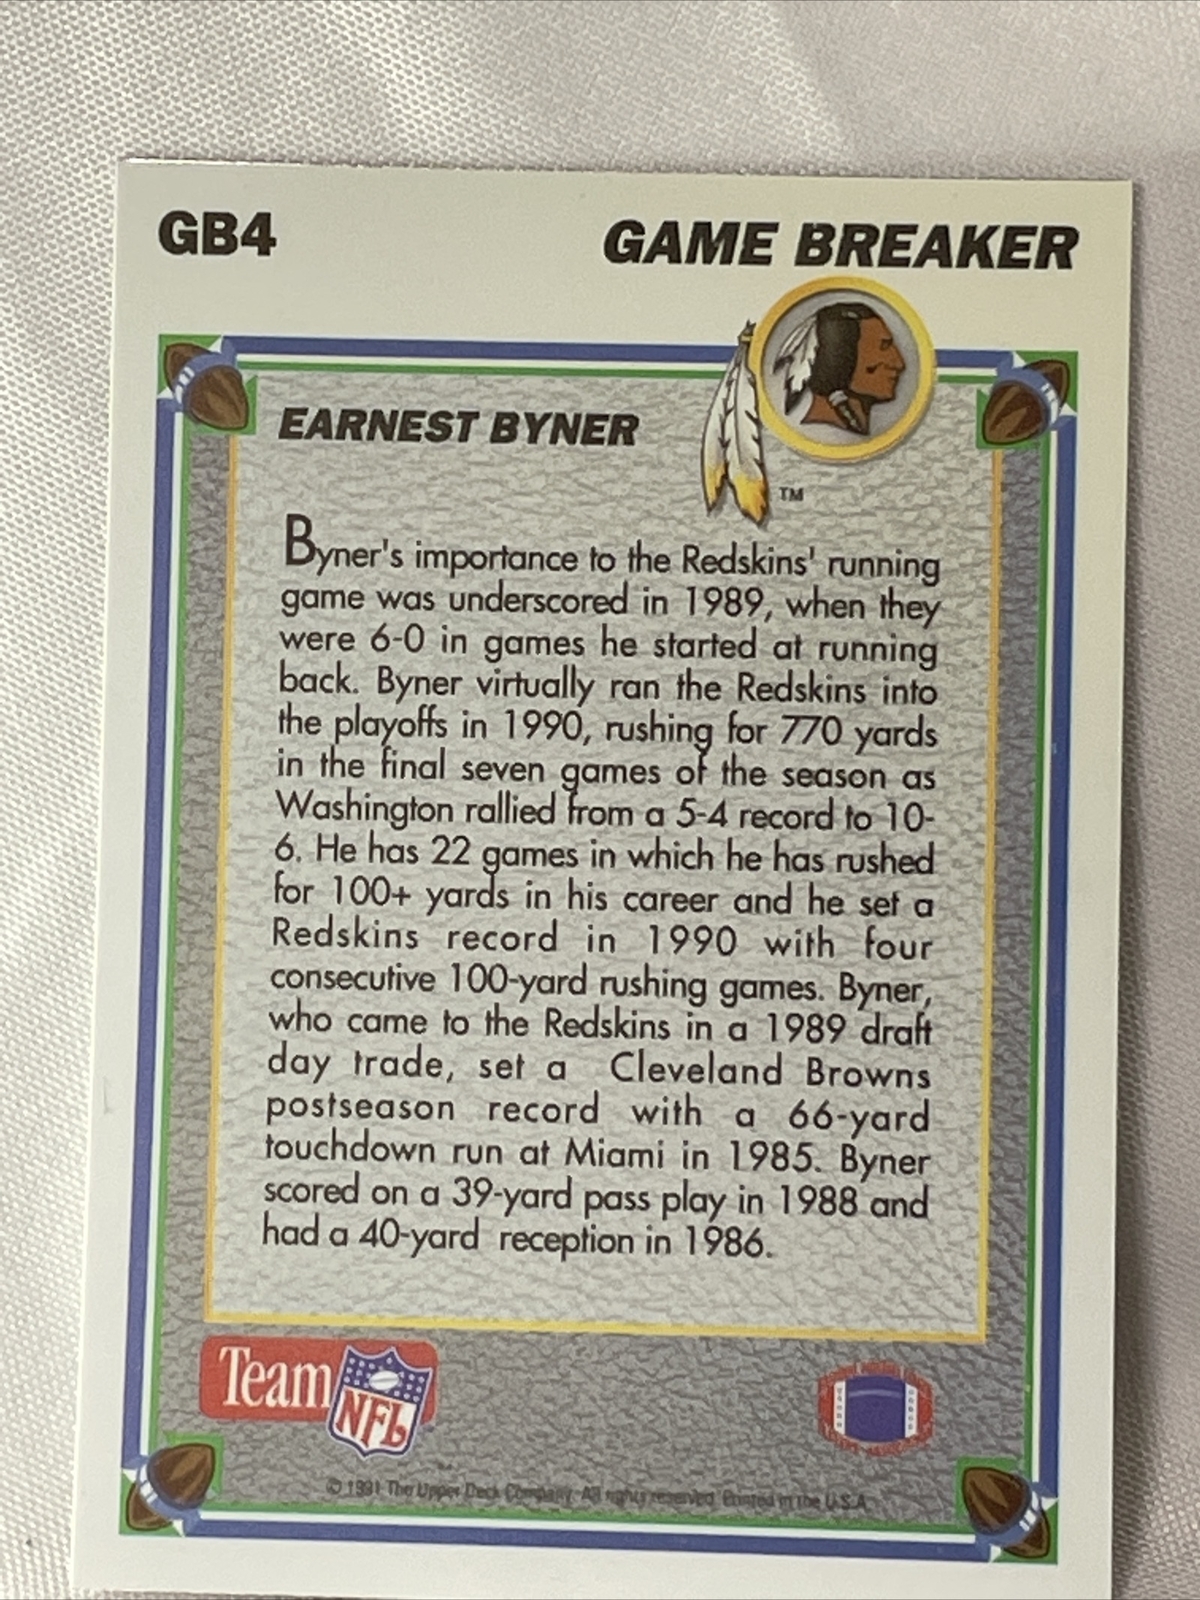 GB4
GAME BREAKER
EARNEST BYNER
TM
Byner's importance to the Redskins' running
game was underscored in 1989, when they
were 6-0 in games he started at running
back. Byner virtually ran the Redskins into
the playoffs in 1990, rushing for 770 yards
in the final seven games of the season as
Washington rallied from a 5-4 record to 10-
6. He has 22 games in which he has rushed
for 100+ yards in his career and he set a
Redskins record in 1990 with four
consecutive 100-yard rushing games. Byner,
who came to the Redskins in a 1989 draft
day trade, set a Cleveland Browns
postseason record with a 66-yard
touchdown run at Miami in 1985. Byner
scored on a 39-yard pass play in 1988 and
had a 40-yard reception in 1986.
Team NFL
© 1991 The Upper Deck Company. All rights reserved. Printed in the U.S.A.